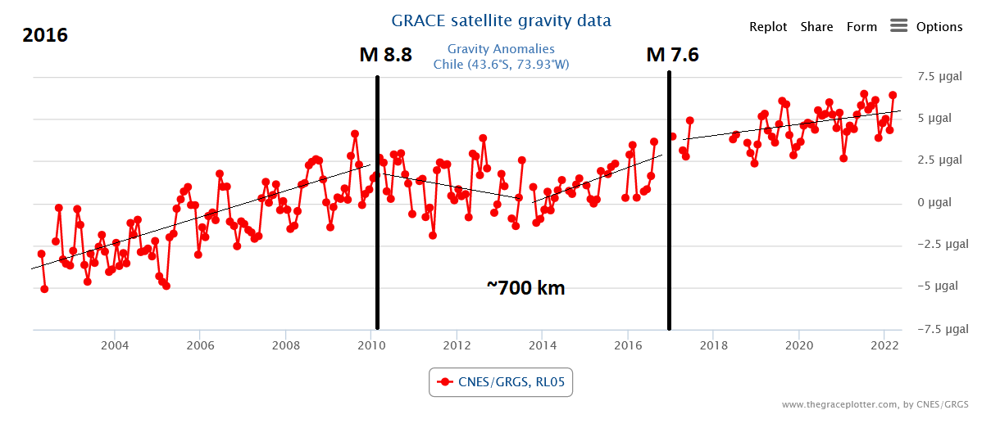 GRACE satellite gravity data
Replot Share Form Options
2016
Gravity Anomalies
Chile (43.6°S, 73.93°W)
M 8.8
M 7.6
7.5 µgal
5 µgal
2.5 µgal
0 µgal
−2.5 µgal
−5 µgal
−7.5 µgal
~700 km
2004 2006 2008 2010 2012 2014 2016 2018 2020 2022
CNES/GRGS, RL05
www.thegraceplotter.com, by CNES/GRGS